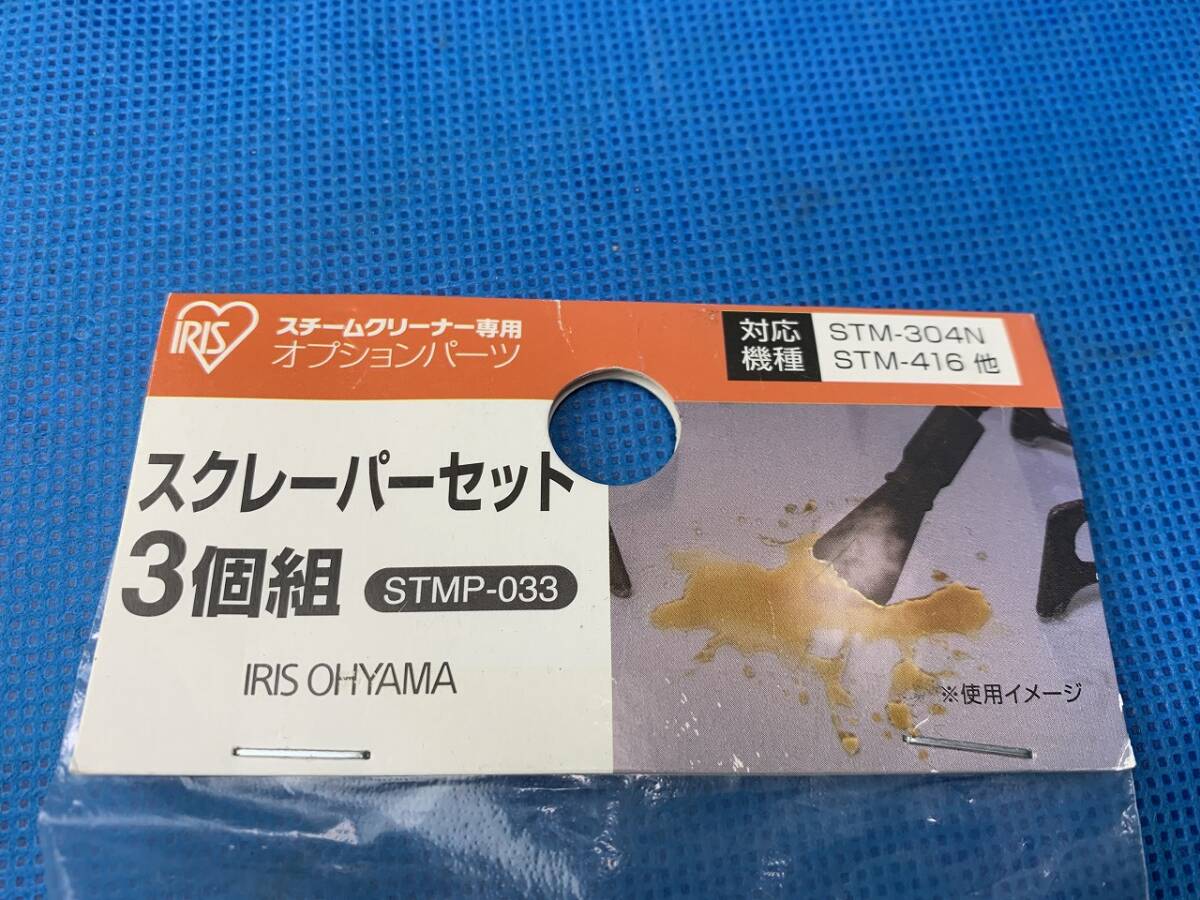 IRIS
スチームクリーナー専用
オプションパーツ
対応
機種
STM-304N
STM-416 他
スクレーパーセット
3個組 STMP-033
IRIS OHYAMA
※使用イメージ